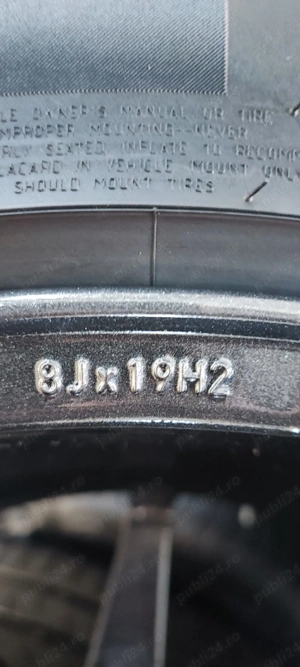 LE OWNER'S MANUAL OR TIRE
IMPROPER MOUNTING--NEVER
RLY SEATED INFLATE TO RECOMM
LACARD IN VEHICLE MOUNT ONL
SHOULD MOUNT TIRES
8Jx19H2